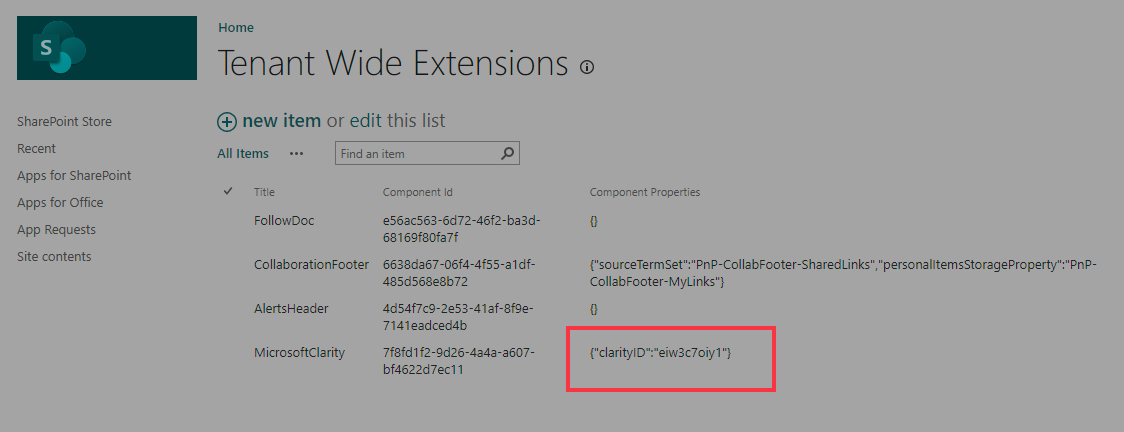 S
Home
Tenant Wide Extensions
new item or edit this list
All Items ...
Find an item
SharePoint Store
Recent
Apps for SharePoint
Apps for Office
App Requests
Site contents
Title Component Id Component Properties
FollowDoc e56ac563-6d72-46f2-ba3d- {}
68169f80fa7f
CollaborationFooter 6638da67-06f4-4f55-a1df- {"sourceTermSet":"PnP-CollabFooter-SharedLinks","personalItemsStorageProperty":"PnP-
485d568e8b72 CollabFooter-MyLinks"}
AlertsHeader 4d54f7c9-2e53-41af-8f9e- {}
7141eadced4b
MicrosoftClarity 7f8fd1f2-9d26-4a4a-a607- {"clarityID":"eiw3c7oiy1"}
bf4622d7ec11